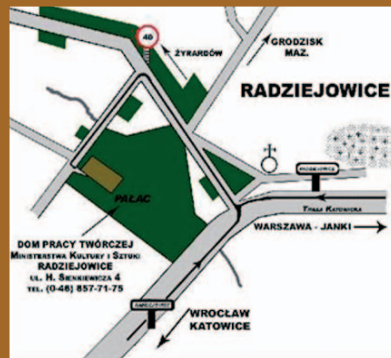 40
GRODZISK
MAZ.
ŻYRARDÓW
RADZIEJOWICE
PAŁAC
TRASA KATOWICKA
WARSZAWA - JANKI
DOM PRACY TWÓRCZEJ
MINISTERSTWA KULTURY I SZTUKI
RADZIEJOWICE
UL. H. SIENKIEWICZA 4
TEL. (0-46) 857-71-75
WROCŁAW
KATOWICE